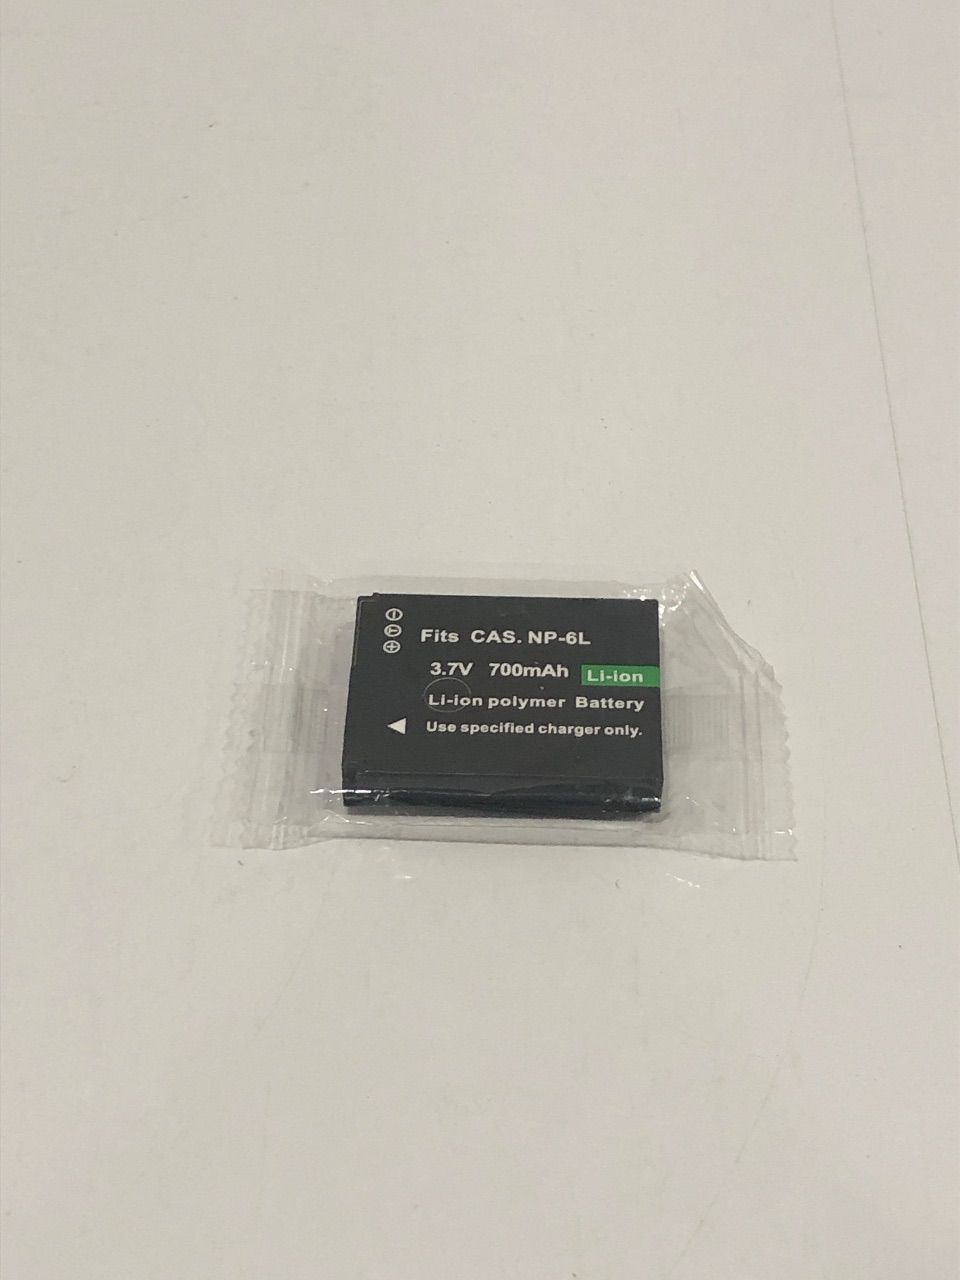 Fits CAS. NP-6L
3.7V 700mAh Li-ion
Li-ion polymer Battery
Use specified charger only.